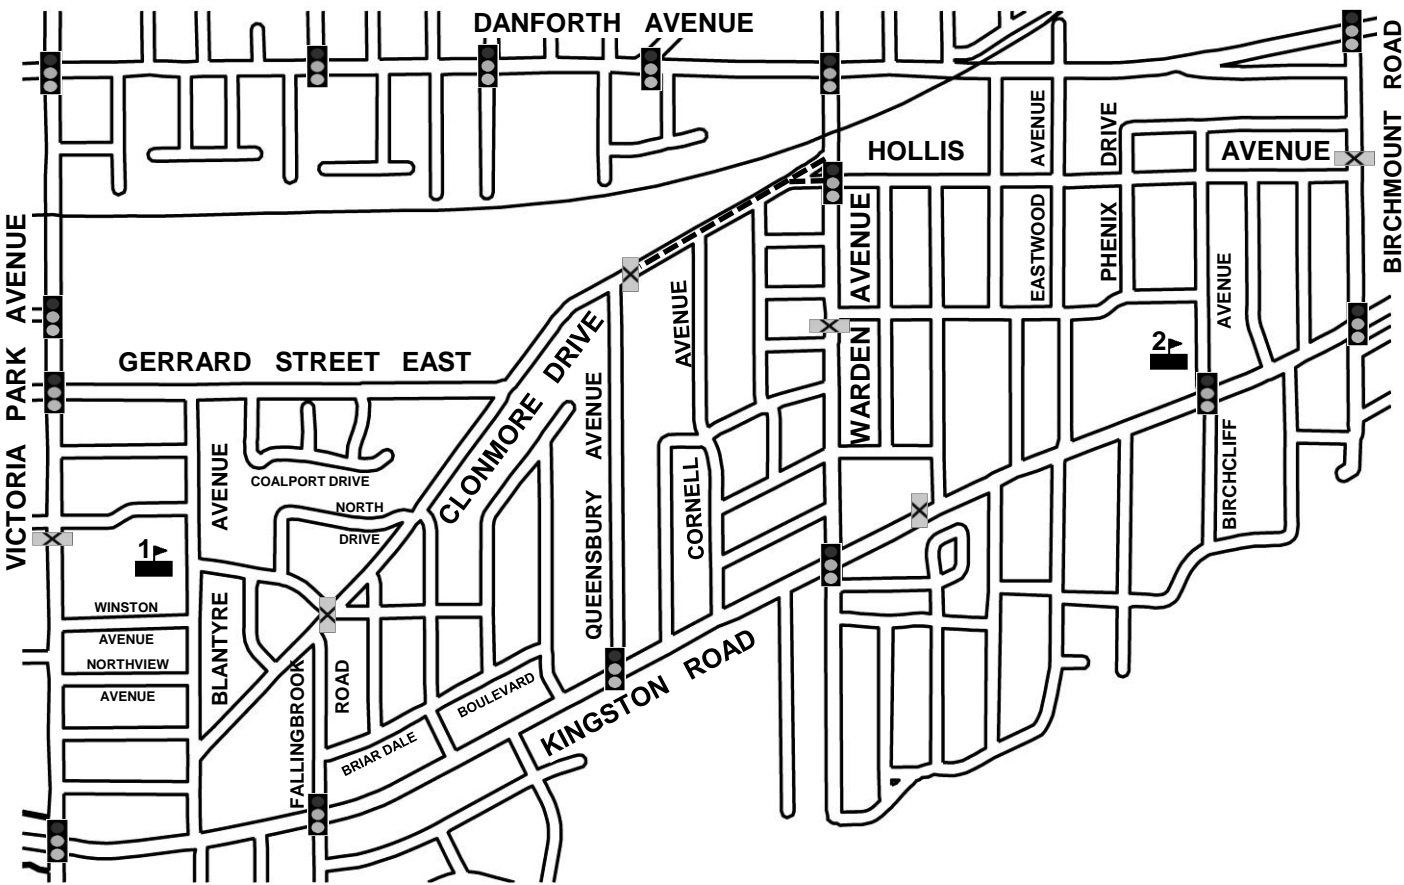 DANFORTH AVENUE
BIRCHMOUNT ROAD
HOLLIS AVENUE
AVENUE
DRIVE
EASTWOOD
PHENIX
WARDEN AVENUE
AVENUE
2
BIRCHCLIFF
VICTORIA PARK AVENUE
GERRARD STREET EAST
CLONMORE DRIVE
QUEENSBURY AVENUE
AVENUE
CORNELL
AVENUE
COALPORT DRIVE
NORTH
DRIVE
1
WINSTON
AVENUE
NORTHVIEW
AVENUE
BLANTYRE
FALLINGBROOK
ROAD
BRIAR DALE BOULEVARD
KINGSTON ROAD